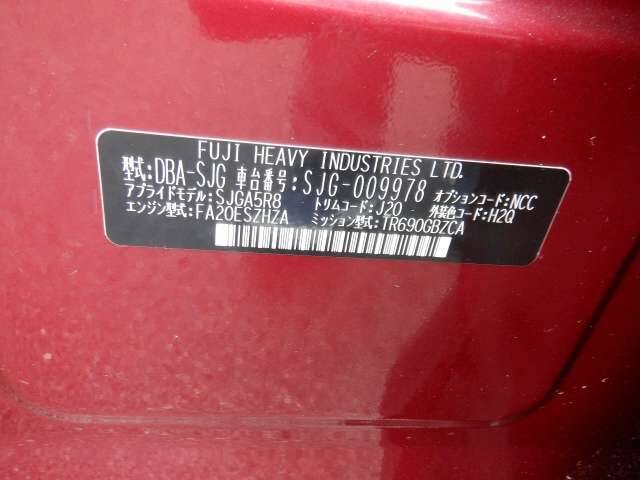 FUJI HEAVY INDUSTRIES LTD.
型式:DBA-SJG 車台番号:SJG-009978 オプションコード:NCC
アプライドモデル:SJGA5R8 トリムコード:J20 外装色コード:H2Q
エンジン型式:FA20ESZHZA ミッション型式:TR690GBZCA